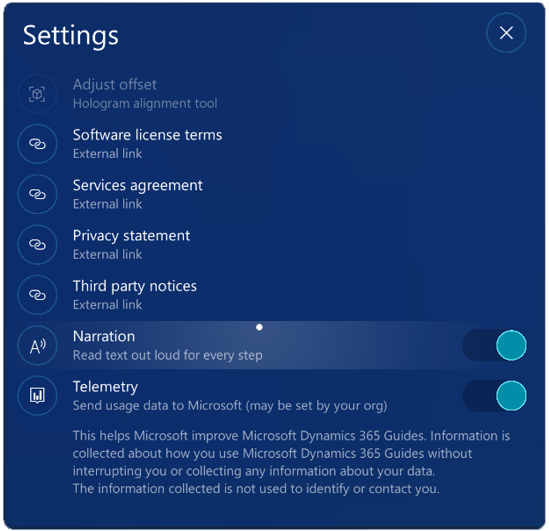 Settings
Adjust offset
Hologram alignment tool
Software license terms
External link
Services agreement
External link
Privacy statement
External link
Third party notices
External link
Narration
Read text out loud for every step
Telemetry
Send usage data to Microsoft (may be set by your org)
This helps Microsoft improve Microsoft Dynamics 365 Guides. Information is
collected about how you use Microsoft Dynamics 365 Guides without
interrupting you or collecting any information about your data.
The information collected is not used to identify or contact you.